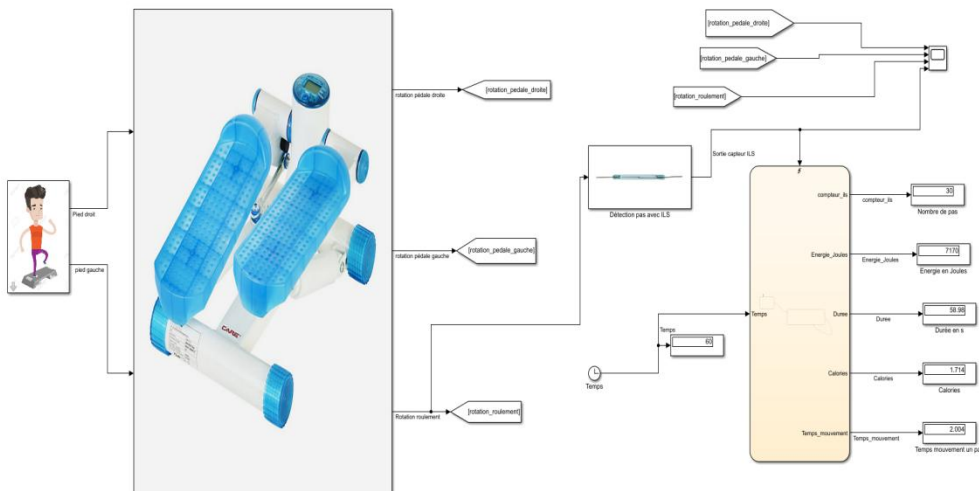 Pied droit
pied gauche
CARE
rotation pédale droite
[rotation_pedale_droite]
rotation pédale gauche
[rotation_pedale_gauche]
Rotation roulement
[rotation_roulement]
[rotation_pedale_droite]
[rotation_pedale_gauche]
[rotation_roulement]
Sortie capteur ILS
Détection pas avec ILS
Temps
60
Temps
Temps
compteur_ils
compteur_ils
30
Nombre de pas
Energie_Joules
Energie_Joules
7170
Energie en Joules
Duree
Duree
58.98
Durée en s
Calories
Calories
1.714
Calories
Temps_mouvement
Temps_mouvement
2.004
Temps mouvement un pa